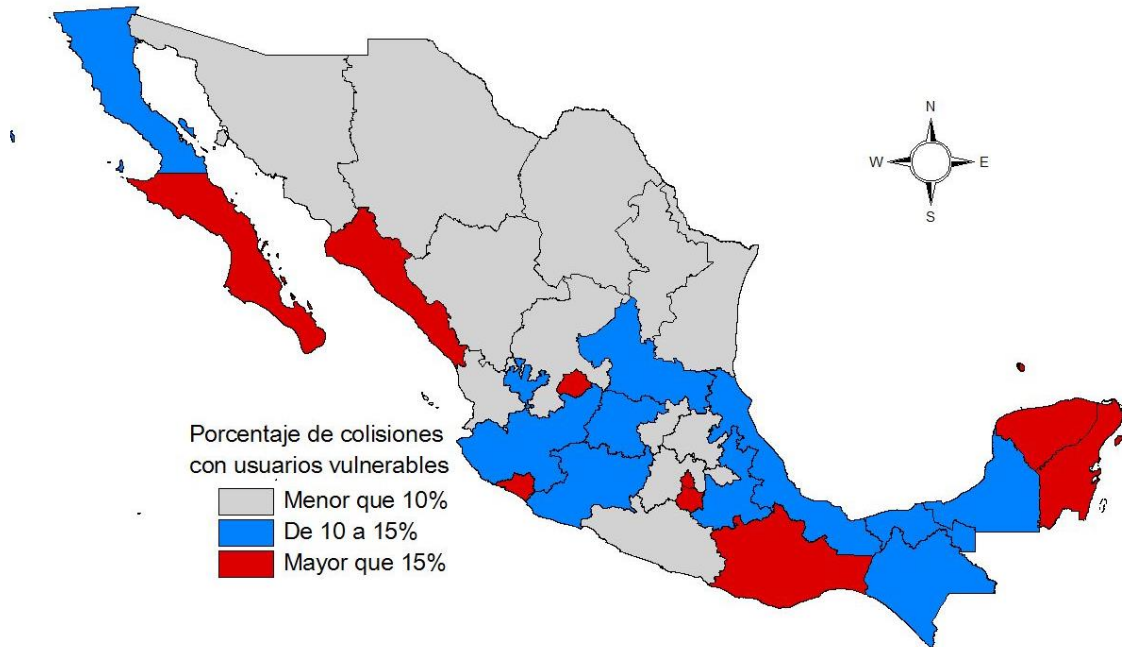 N
W E
S
Porcentaje de colisiones
con usuarios vulnerables
Menor que 10%
De 10 a 15%
Mayor que 15%